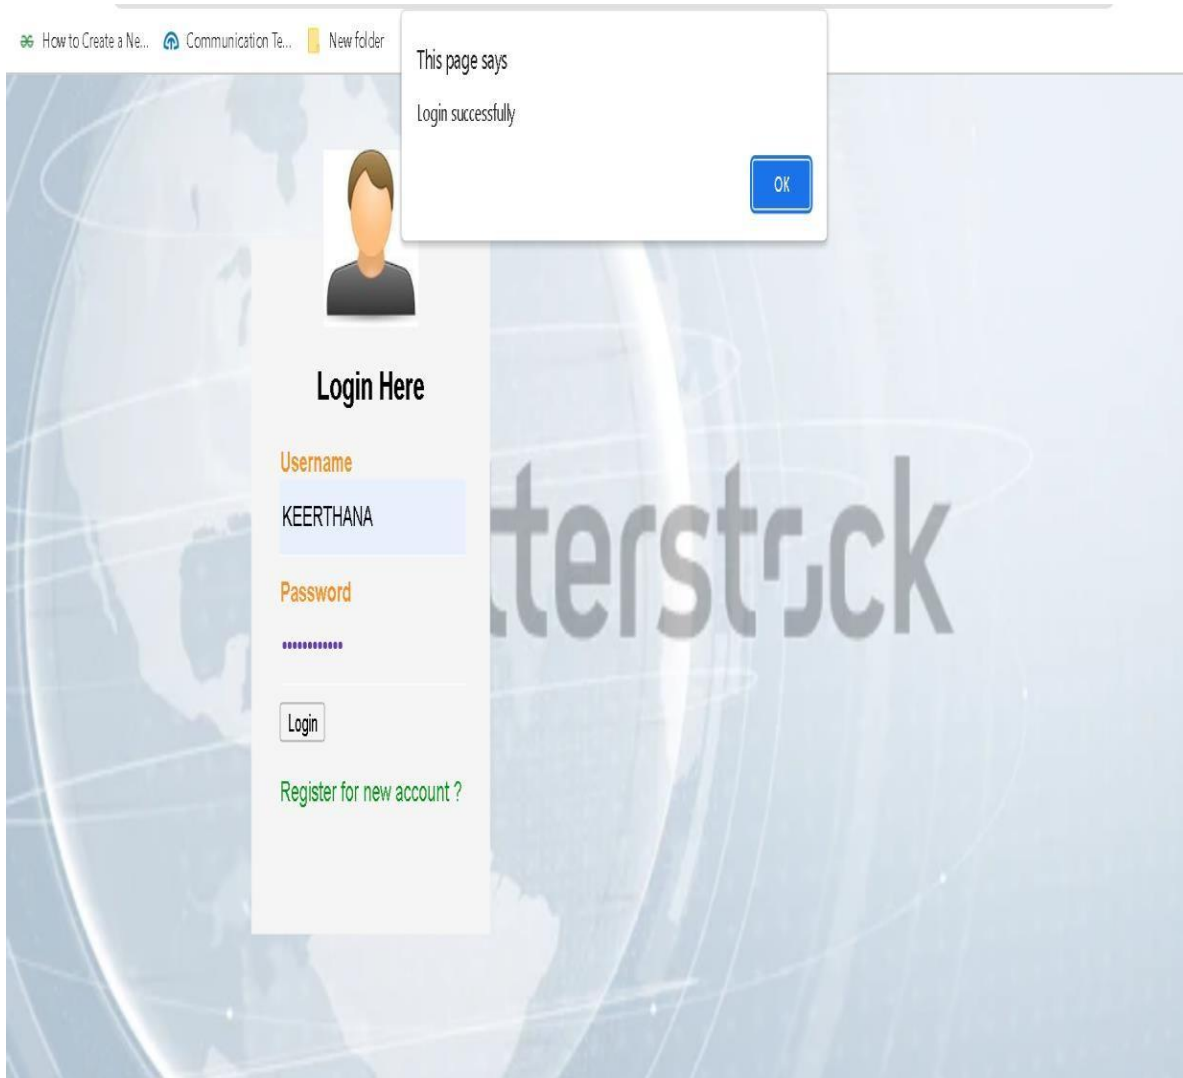 How to Create a Ne...
Communication Te...
New folder
This page says
Login successfully
OK
Login Here
Username
KEERTHANA
Password
••••••••••••
Login
Register for new account ?
tterstock